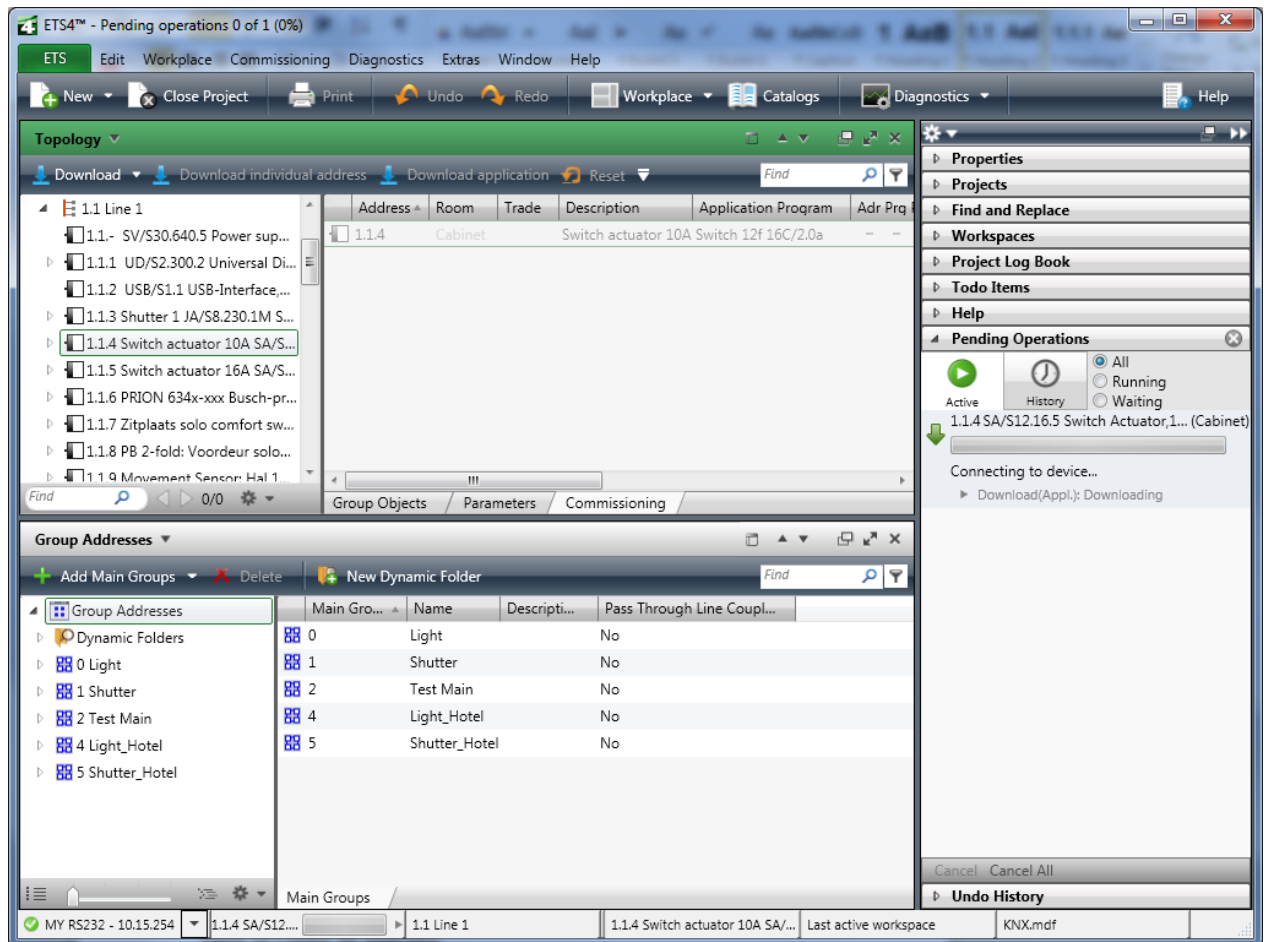 ETS4™ - Pending operations 0 of 1 (0%)
ETS Edit Workplace Commissioning Diagnostics Extras Window Help
New Close Project Print Undo Redo Workplace Catalogs Diagnostics Help
Topology
Download Download individual address Download application Reset Find
1.1 Line 1
1.1.- SV/S30.640.5 Power sup...
1.1.1 UD/S2.300.2 Universal Di...
1.1.2 USB/S1.1 USB-Interface,...
1.1.3 Shutter 1 JA/S8.230.1M S...
1.1.4 Switch actuator 10A SA/S...
1.1.5 Switch actuator 16A SA/S...
1.1.6 PRION 634x-xxx Busch-pr...
1.1.7 Zitplaats solo comfort sw...
1.1.8 PB 2-fold: Voordeur solo...
1.1.9 Movement Sensor: Hal 1...
Find 0/0
Address Room Trade Description Application Program Adr Prg
1.1.4 Cabinet Switch actuator 10A Switch 12f 16C/2.0a - -
Group Objects Parameters Commissioning
Group Addresses
Add Main Groups Delete New Dynamic Folder Find
Group Addresses
Dynamic Folders
0 Light
1 Shutter
2 Test Main
4 Light_Hotel
5 Shutter_Hotel
Main Gro... Name Descripti... Pass Through Line Coupl...
0 Light No
1 Shutter No
2 Test Main No
4 Light_Hotel No
5 Shutter_Hotel No
Main Groups
Properties
Projects
Find and Replace
Workspaces
Project Log Book
Todo Items
Help
Pending Operations
Active
History
All
Running
Waiting
1.1.4 SA/S12.16.5 Switch Actuator,1... (Cabinet)
Connecting to device...
Download(Appl.): Downloading
Cancel Cancel All
Undo History
MY RS232 - 10.15.254 1.1.4 SA/S12.... 1.1 Line 1 1.1.4 Switch actuator 10A SA/... Last active workspace KNX.mdf